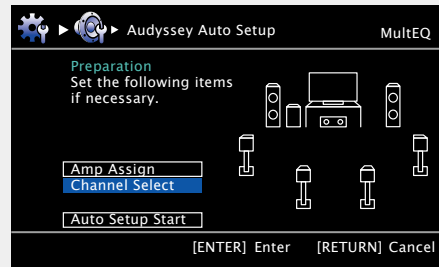 Audyssey Auto Setup
MultEQ
Preparation
Set the following items
if necessary.
Amp Assign
Channel Select
Auto Setup Start
[ENTER] Enter [RETURN] Cancel